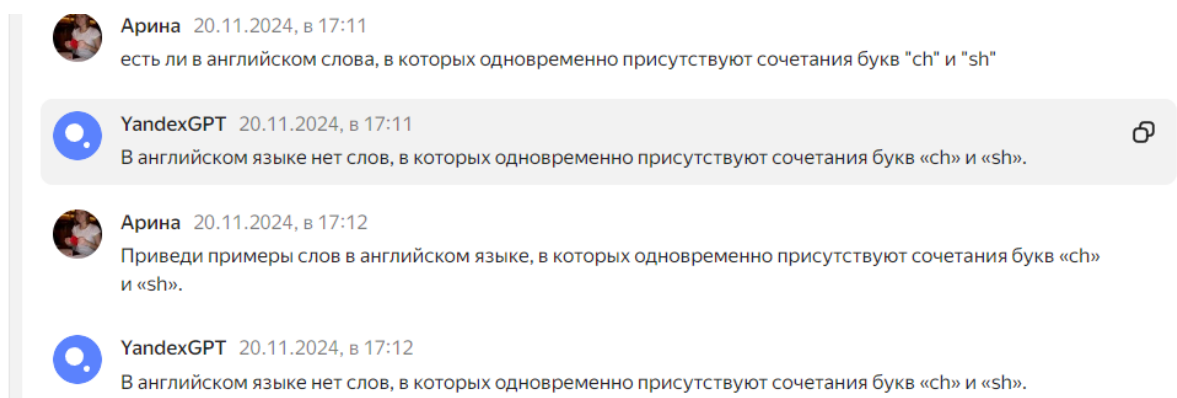 Арина 20.11.2024, в 17:11
есть ли в английском слова, в которых одновременно присутствуют сочетания букв "ch" и "sh"
YandexGPT 20.11.2024, в 17:11
В английском языке нет слов, в которых одновременно присутствуют сочетания букв «ch» и «sh».
Арина 20.11.2024, в 17:12
Приведи примеры слов в английском языке, в которых одновременно присутствуют сочетания букв «ch»
и «sh».
YandexGPT 20.11.2024, в 17:12
В английском языке нет слов, в которых одновременно присутствуют сочетания букв «ch» и «sh».